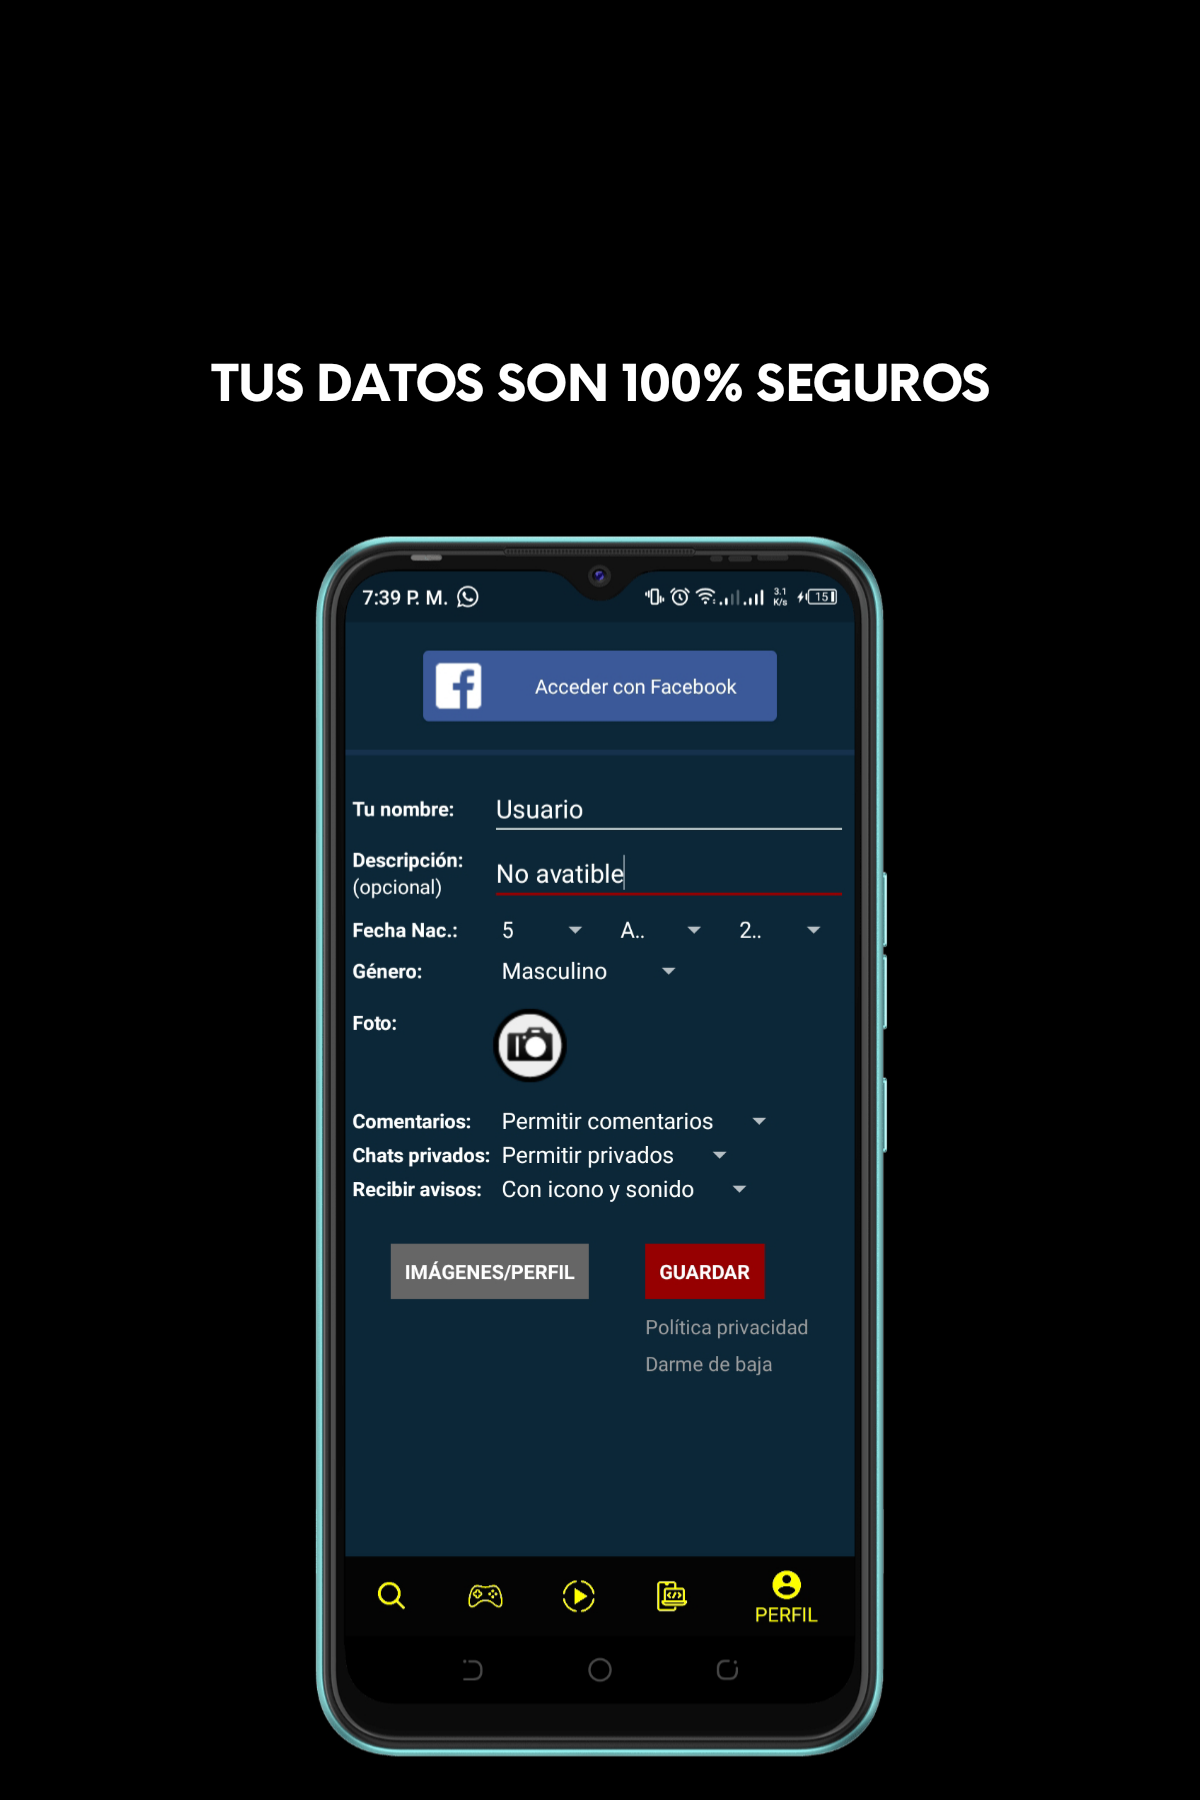 TUS DATOS SON 100% SEGUROS
7:39 P. M. 3.1 K/s 15
Acceder con Facebook
Tu nombre: Usuario
Descripción: (opcional) No avatible
Fecha Nac.: 5 A.. 2..
Género: Masculino
Foto:
Comentarios: Permitir comentarios
Chats privados: Permitir privados
Recibir avisos: Con icono y sonido
IMÁGENES/PERFIL GUARDAR
Política privacidad
Darme de baja
PERFIL